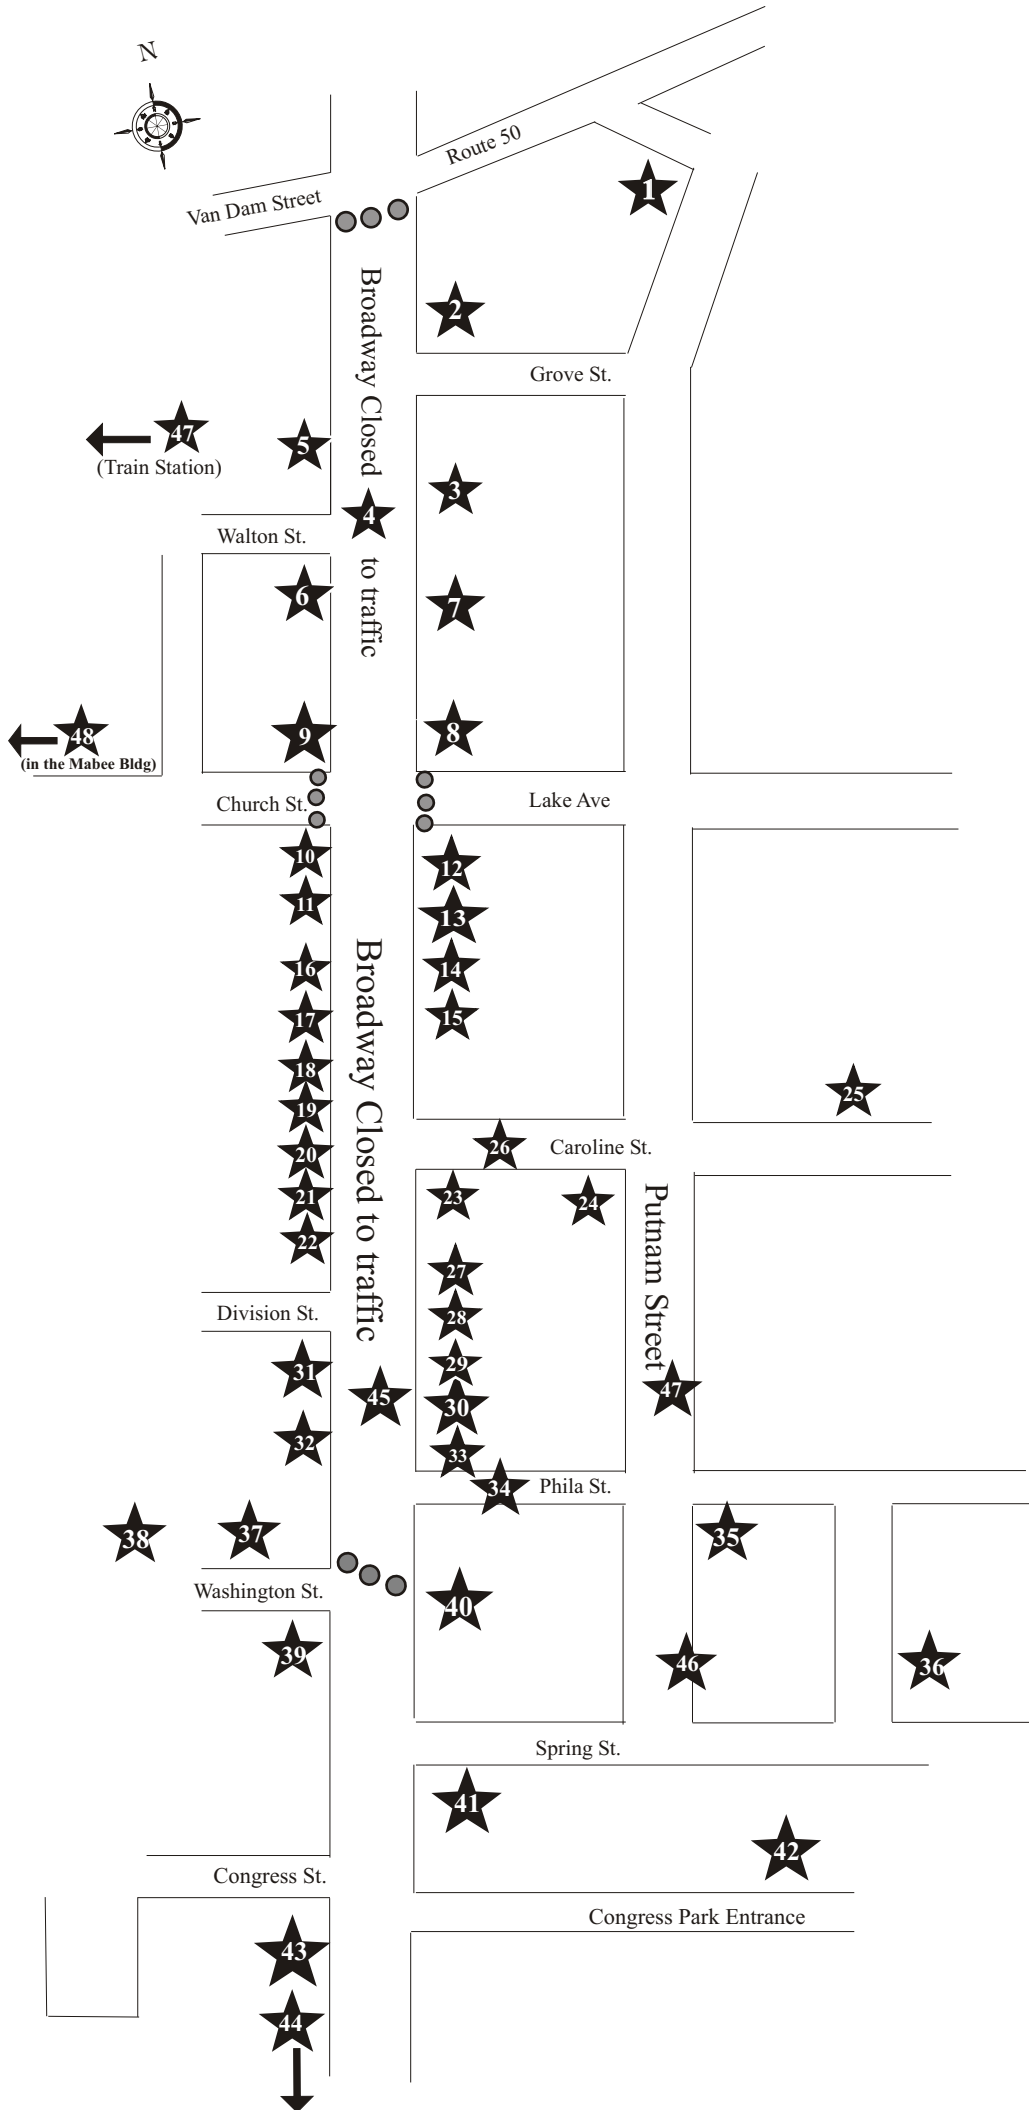 N
Route 50
1
Van Dam Street
Broadway Closed
2
Grove St.
47
(Train Station)
5
3
4
to traffic
Walton St.
6
7
48
(in the Mabee Bldg)
9
8
Church St.
Lake Ave
10
12
11
13
16
14
17
15
Broadway Closed to traffic
18
19
20
21
22
25
26
Caroline St.
23
24
Putnam Street
27
28
29
30
33
Division St.
31
45
47
32
34
Phila St.
38
37
35
Washington St.
40
39
46
36
Spring St.
41
42
Congress St.
Congress Park Entrance
43
44